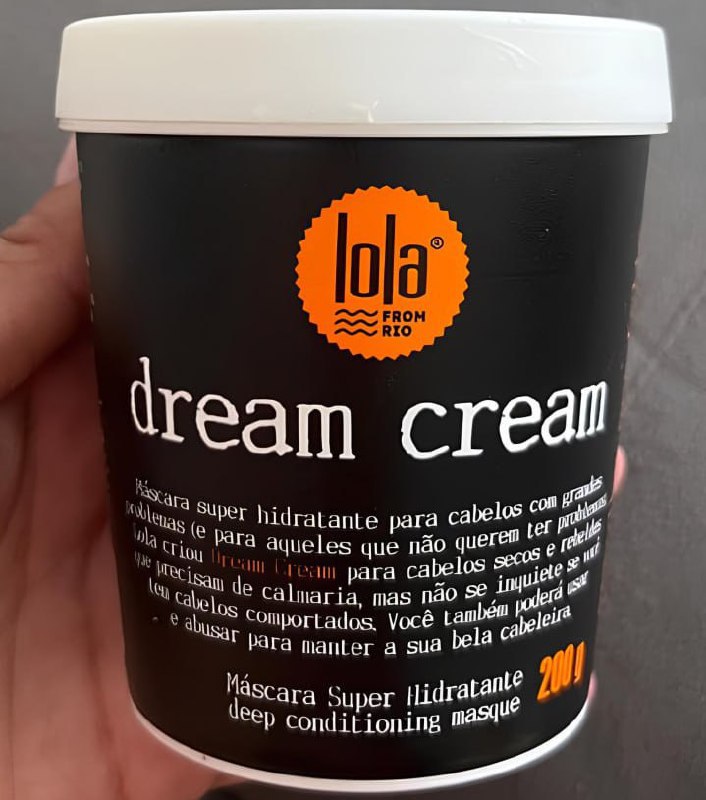 lola®
FROM
RIO
dream cream
Máscara super hidratante para cabelos com grandes
problemas (e para aqueles que não querem ter problemas).
Lola criou Dream Cream para cabelos secos e rebeldes
que precisam de calmaria, mas não se inquiete se você
tem cabelos comportados. Você também poderá usar
e abusar para manter a sua bela cabeleira.
Máscara Super Hidratante
deep conditioning masque
200 g